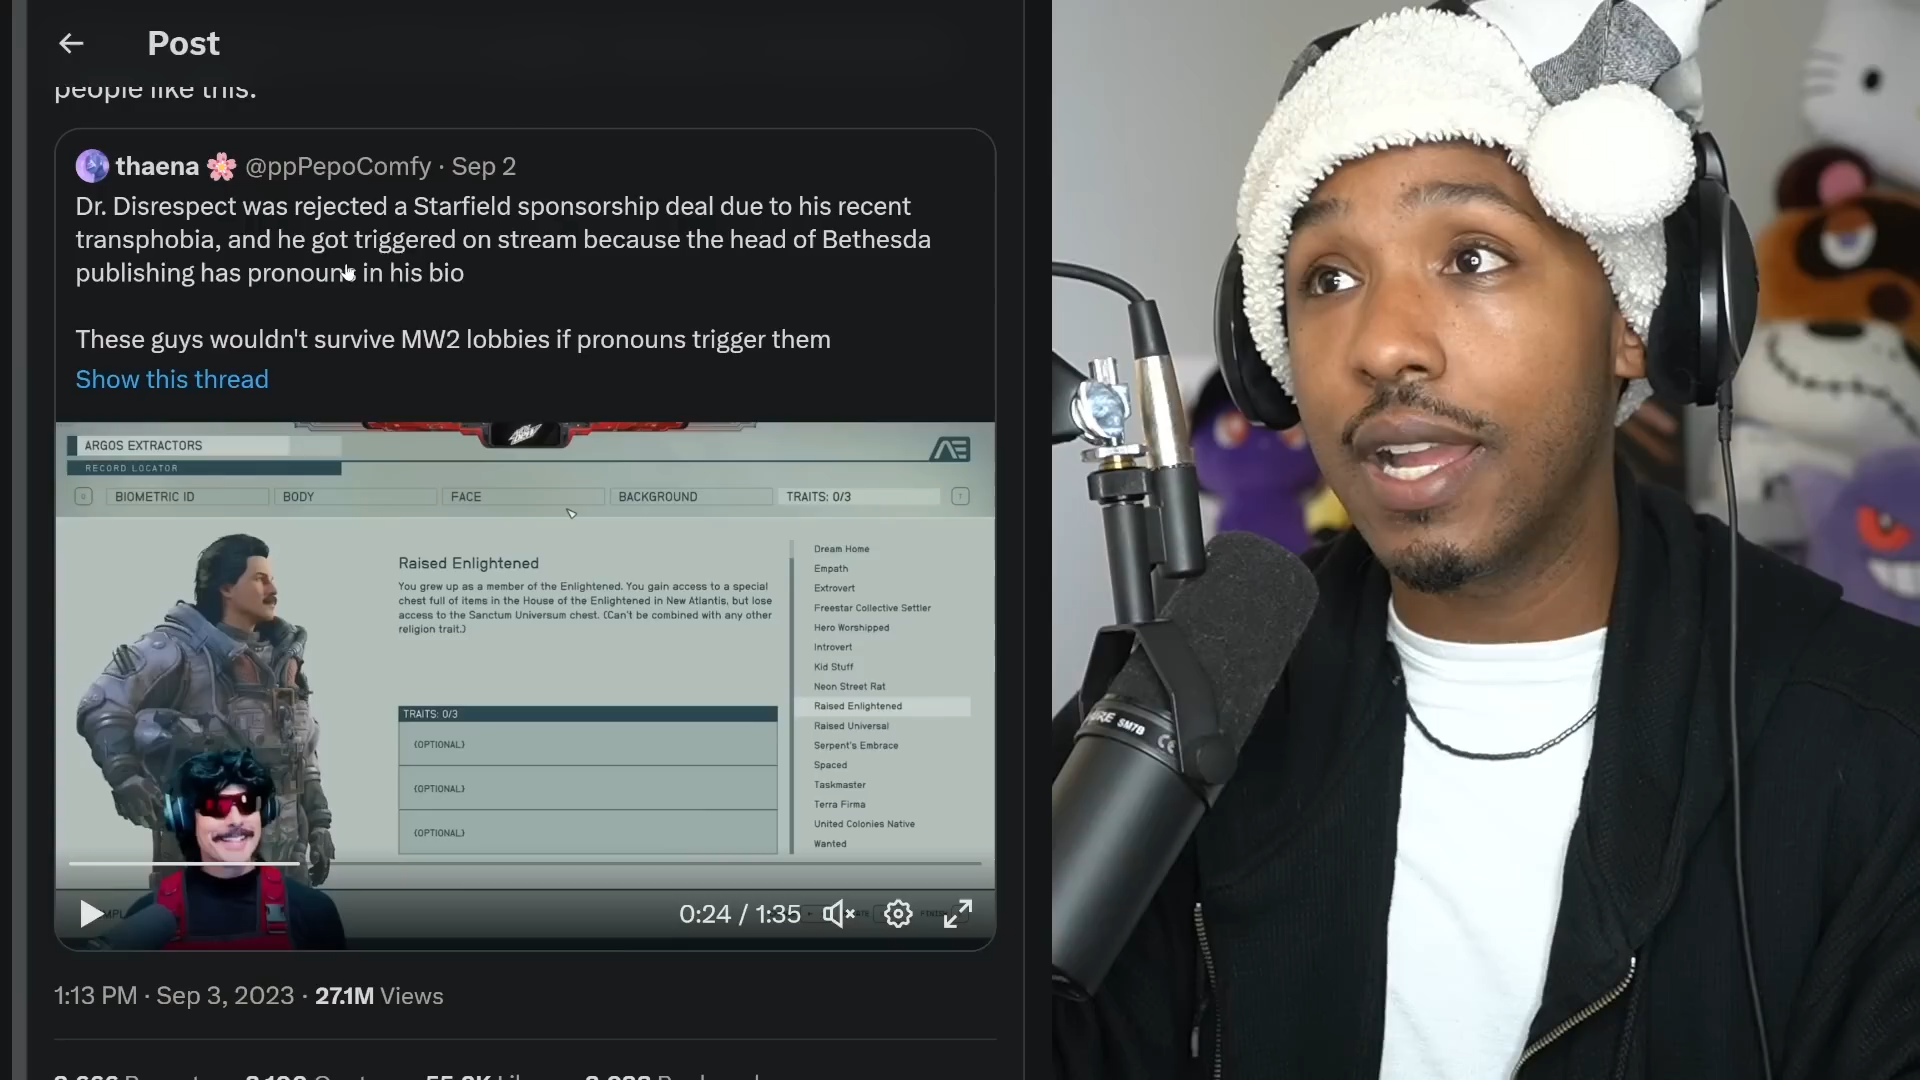 Post
people like this.
thaena 🌸 @ppPepoComfy · Sep 2
Dr. Disrespect was rejected a Starfield sponsorship deal due to his recent
transphobia, and he got triggered on stream because the head of Bethesda
publishing has pronouns in his bio
These guys wouldn't survive MW2 lobbies if pronouns trigger them
Show this thread
ARGOS EXTRACTORS
RECORD LOCATOR
AE
BIOMETRIC ID
BODY
FACE
BACKGROUND
TRAITS: 0/3
T
Raised Enlightened
You grew up as a member of the Enlightened. You gain access to a special
chest full of items in the House of the Enlightened in New Atlantis, but lose
access to the Sanctum Universum chest. (Can't be combined with any other
religion trait.)
TRAITS: 0/3
(OPTIONAL)
(OPTIONAL)
(OPTIONAL)
Dream Home
Empath
Extrovert
Freestar Collective Settler
Hero Worshipped
Introvert
Kid Stuff
Neon Street Rat
Raised Enlightened
Raised Universal
Serpent's Embrace
Spaced
Taskmaster
Terra Firma
United Colonies Native
Wanted
0:24 / 1:35
1:13 PM · Sep 3, 2023 · 27.1M Views
SM7B